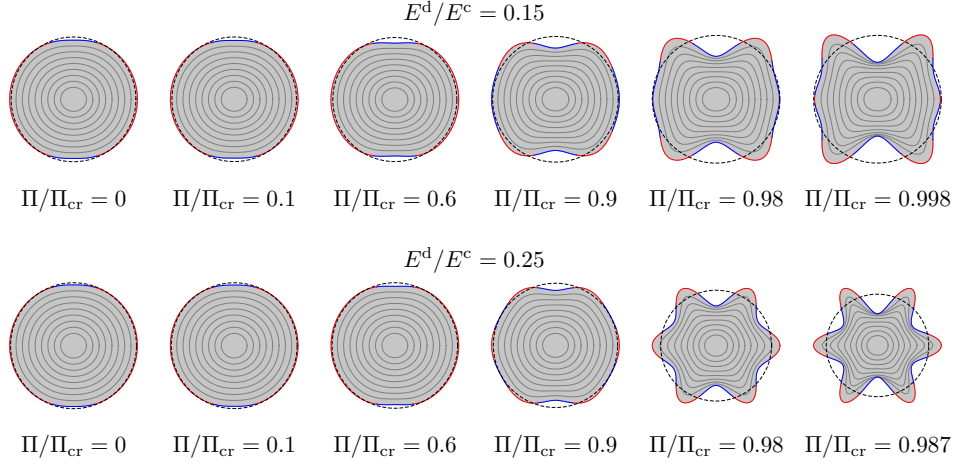 E^d/E^c = 0.15
Π/Π_cr = 0 Π/Π_cr = 0.1 Π/Π_cr = 0.6 Π/Π_cr = 0.9 Π/Π_cr = 0.98 Π/Π_cr = 0.998
E^d/E^c = 0.25
Π/Π_cr = 0 Π/Π_cr = 0.1 Π/Π_cr = 0.6 Π/Π_cr = 0.9 Π/Π_cr = 0.98 Π/Π_cr = 0.987